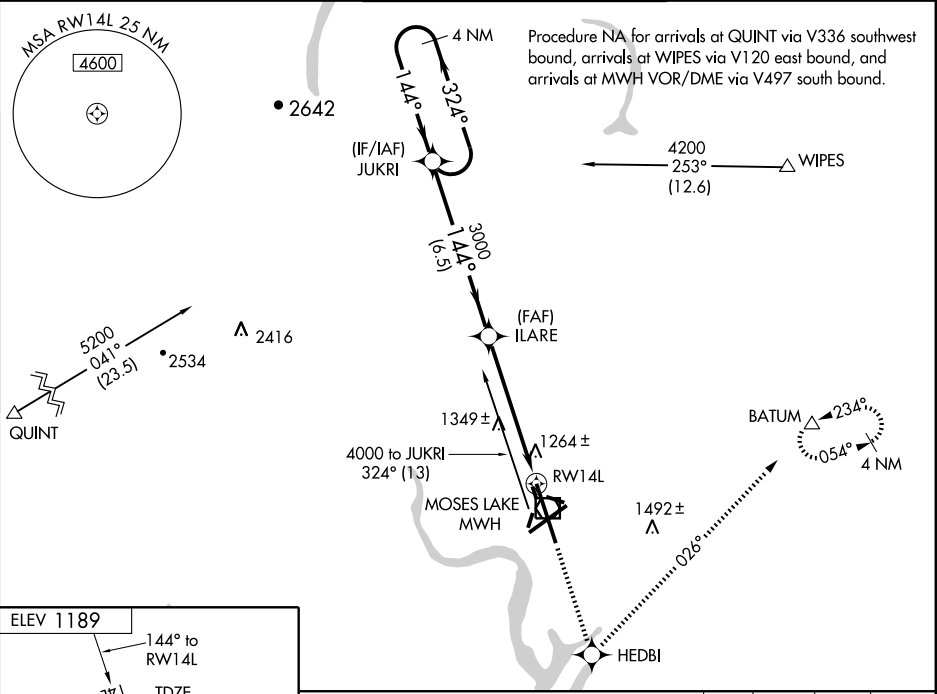 MSA RW14L 25 NM
4600
2642
4 NM
144°
324°
Procedure NA for arrivals at QUINT via V336 southwest
bound, arrivals at WIPES via V120 east bound, and
arrivals at MWH VOR/DME via V497 south bound.
(IF/IAF)
JUKRI
4200
253°
(12.6)
WIPES
3000
144°
(6.5)
(FAF)
ILARE
5200
041°
(23.5)
QUINT
2534
2416
1349±
1264±
4000 to JUKRI
324° (13)
RW14L
MOSES LAKE
MWH
1492±
BATUM
234°
054°
4 NM
026°
HEDBI
ELEV 1189
144° to
RW14L
14L
TDZE